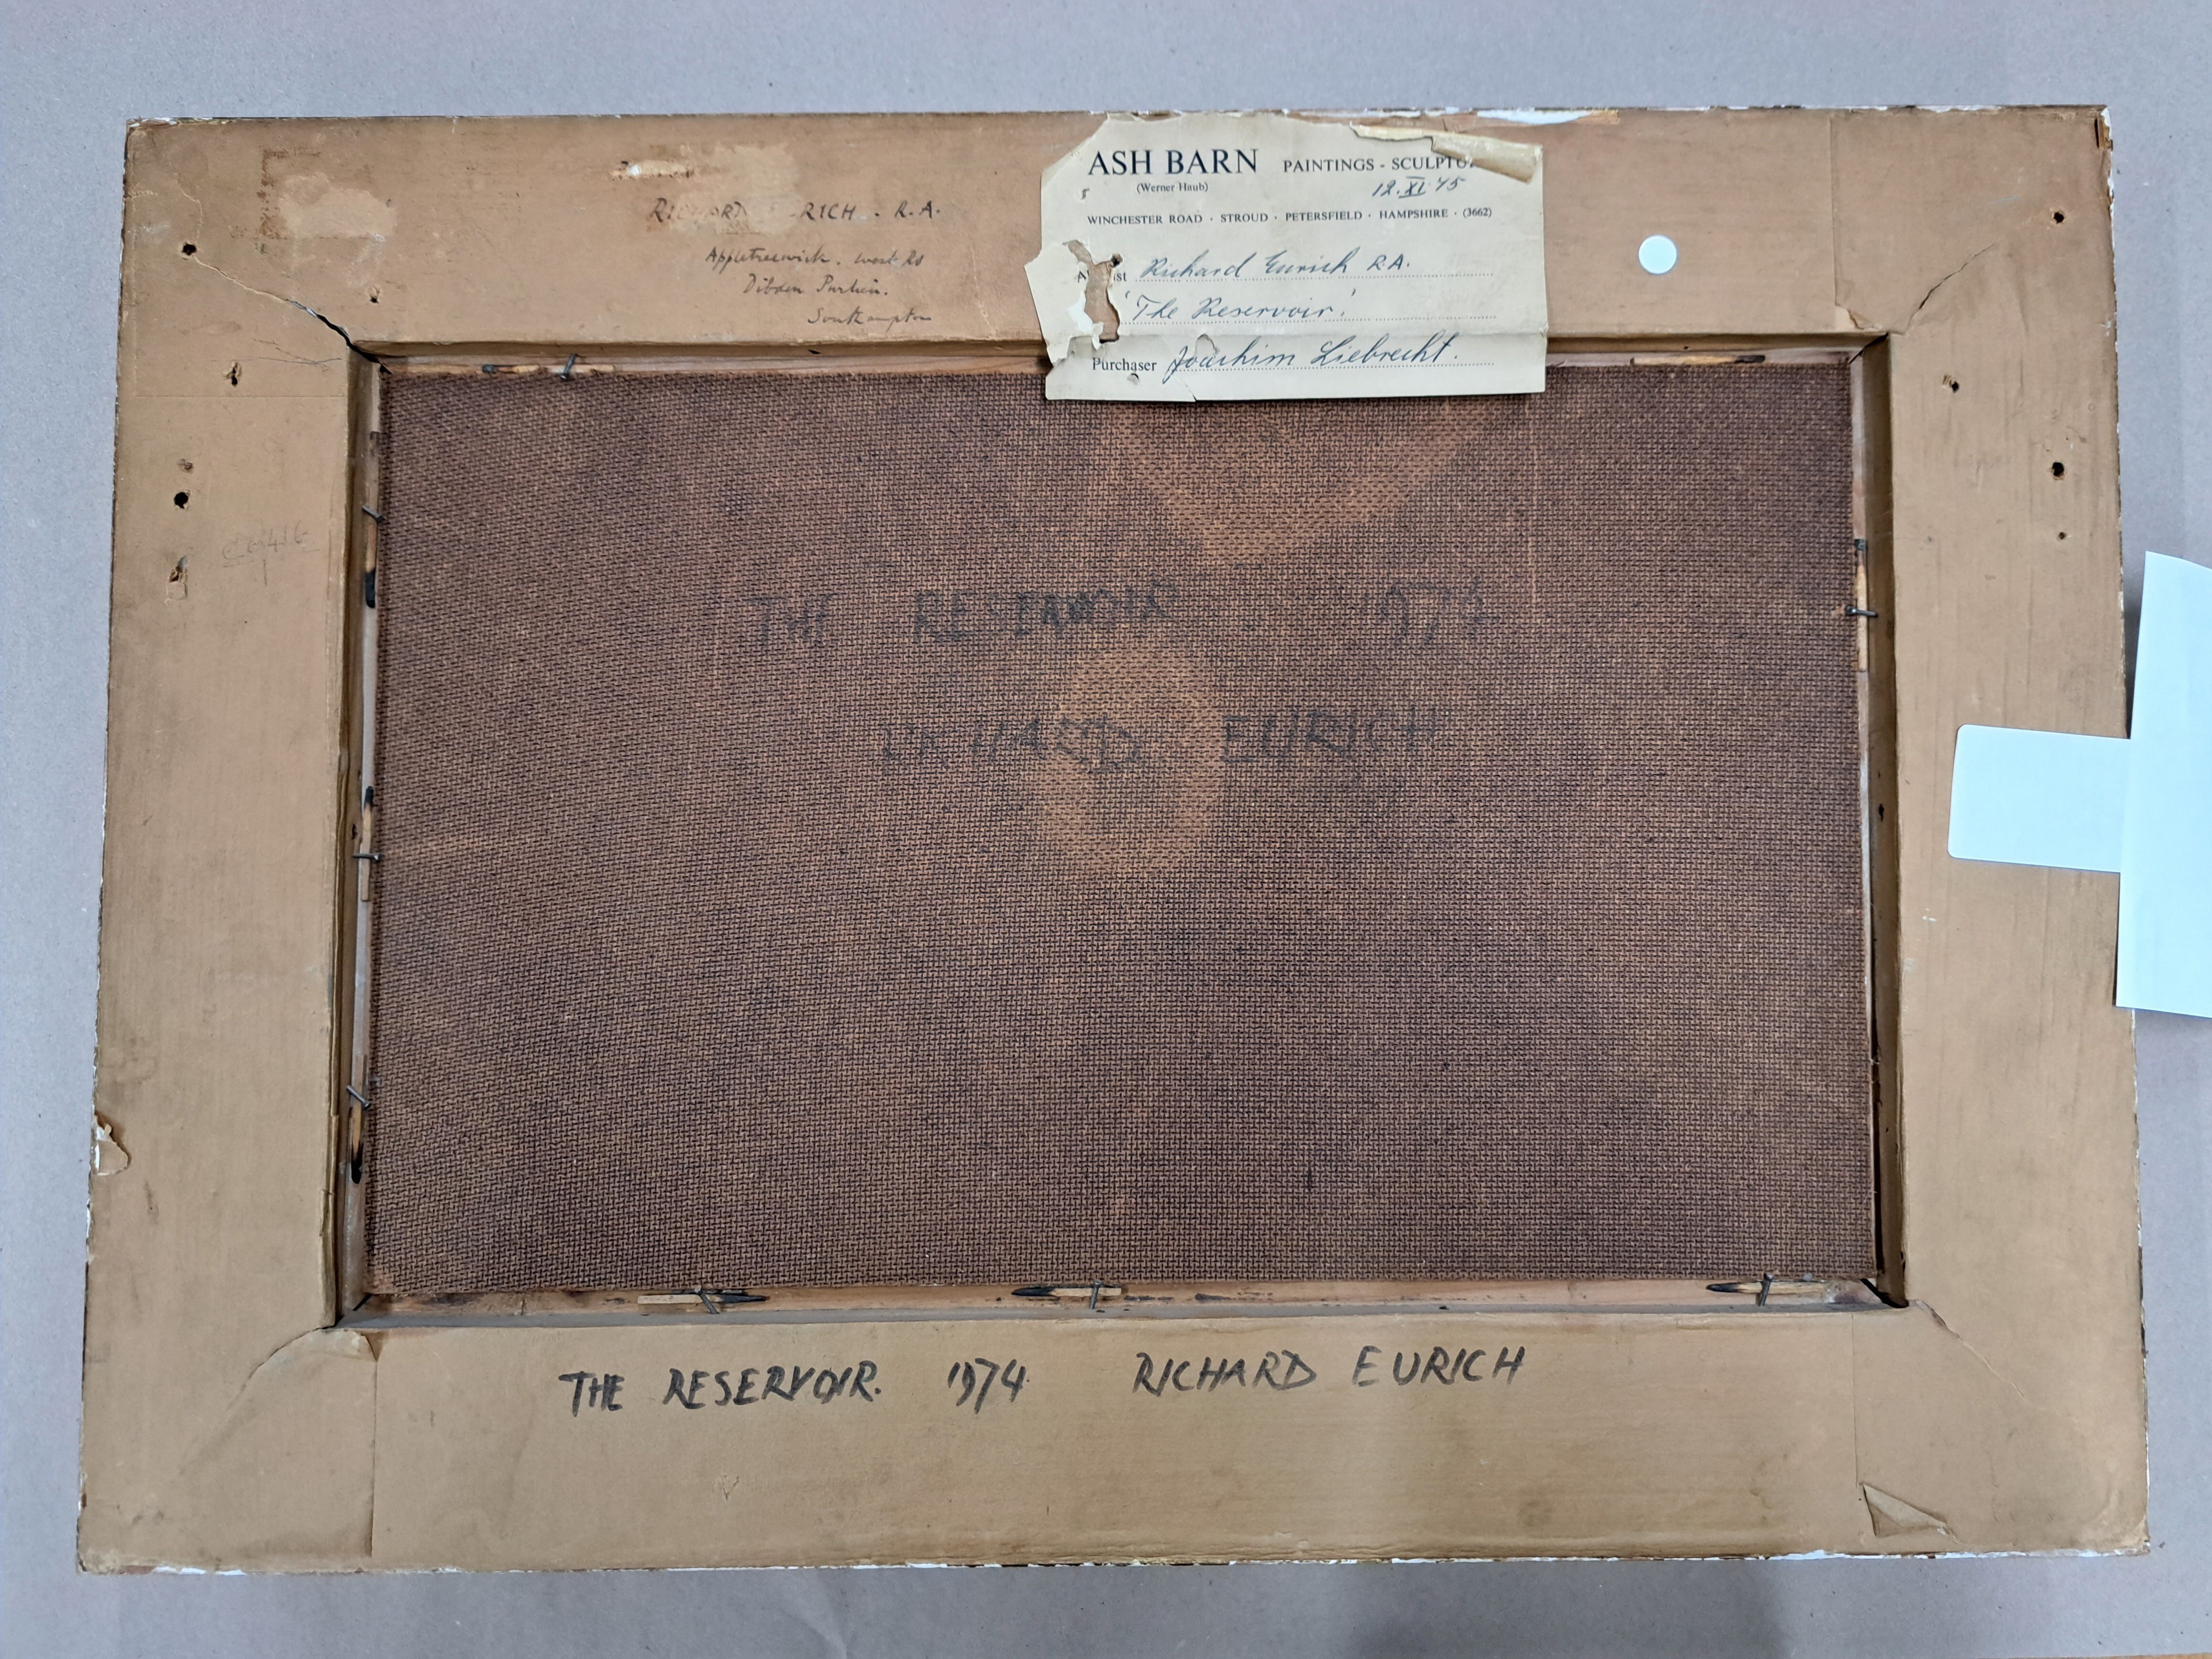 RICHARD RICH - R.A.
Appletreewick. West Rd
Dibden Purlieu.
Southampton
ASH BARN PAINTINGS - SCULPTU
(Werner Haub)
12.XI.75
WINCHESTER ROAD · STROUD · PETERSFIELD · HAMPSHIRE · (3662)
Richard Eurich R.A.
'The Reservoir'
Purchaser Joachim Liebrecht.
THE RESERVOIR . 1974
RICHARD EURICH
THE RESERVOIR. 1974 RICHARD EURICH